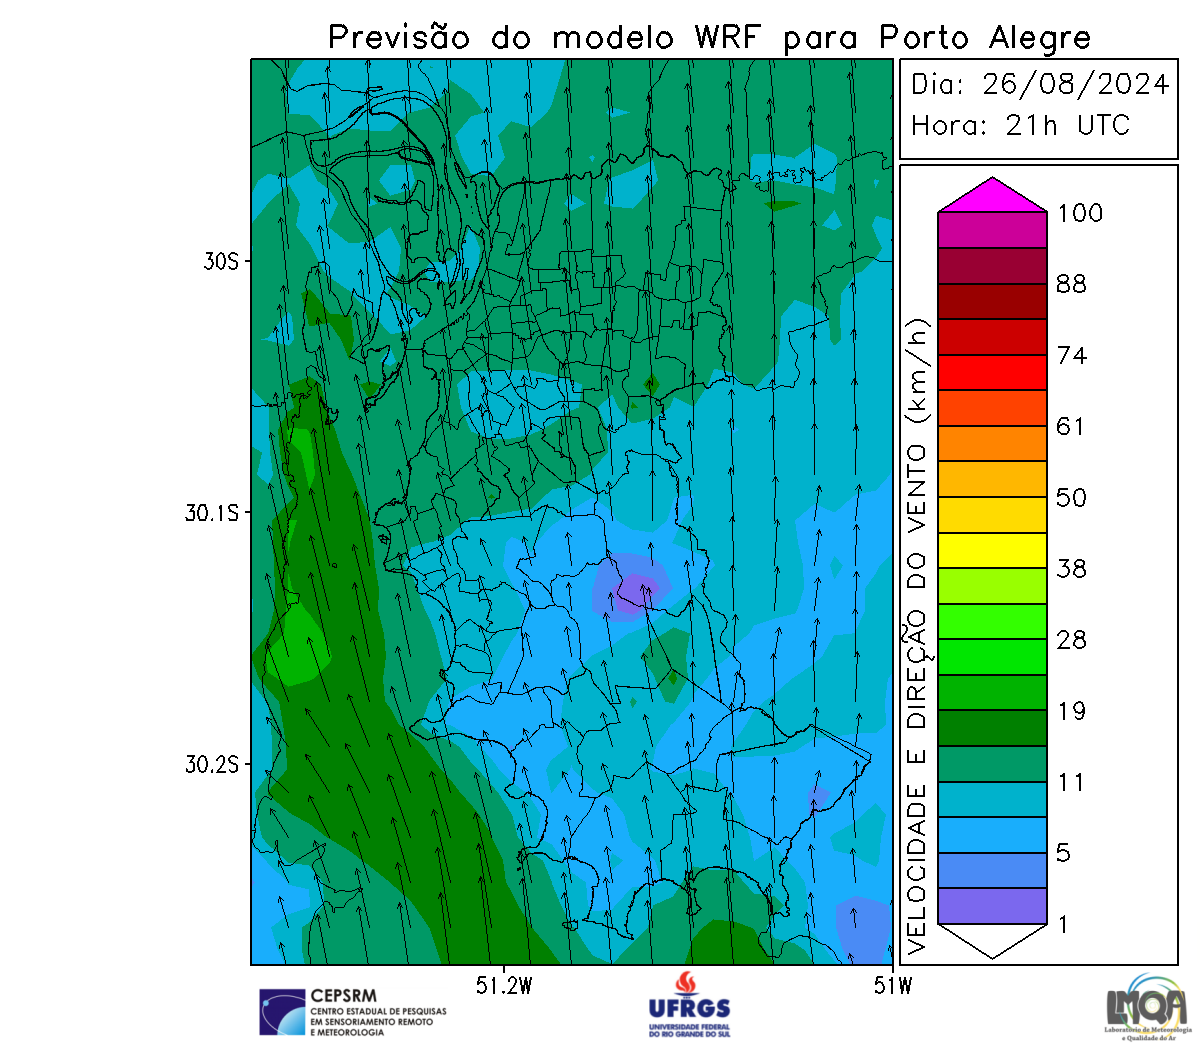 Previsão do modelo WRF para Porto Alegre
Dia: 26/08/2024
Hora: 21h UTC
30S
30.1S
30.2S
51.2W
51W
VELOCIDADE E DIREÇÃO DO VENTO (km/h)
100
88
74
61
50
38
28
19
11
5
1
CEPSRM
CENTRO ESTADUAL DE PESQUISAS
EM SENSORIAMENTO REMOTO
E METEOROLOGIA
UFRGS
UNIVERSIDADE FEDERAL
DO RIO GRANDE DO SUL
LMQA
Laboratório de Meteorologia
e Qualidade do Ar